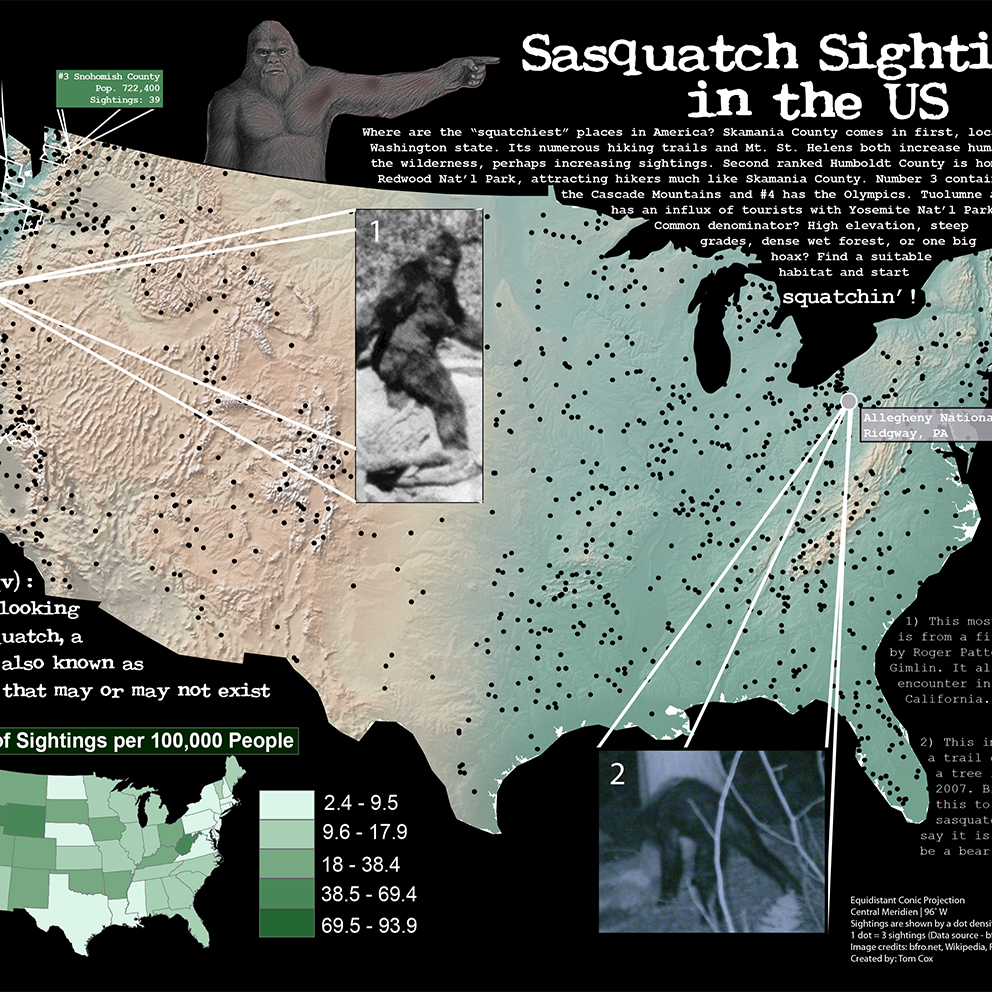 Sasquatch Sighti
in the US
#3 Snohomish County
Pop. 722,400
Sightings: 39
Where are the “squatchiest” places in America? Skamania County comes in first, loc
Washington state. Its numerous hiking trails and Mt. St. Helens both increase hum
the wilderness, perhaps increasing sightings. Second ranked Humboldt County is ho
Redwood Nat’l Park, attracting hikers much like Skamania County. Number 3 contai
the Cascade Mountains and #4 has the Olympics. Tuolumne
has an influx of tourists with Yosemite Nat’l Park
Common denominator? High elevation, steep
grades, dense wet forest, or one big
hoax? Find a suitable
habitat and start
squatchin’!
1
Allegheny Nationa
Ridgway, PA
v):
looking
uatch, a
also known as
that may or may not exist
1) This mos
is from a fi
by Roger Patt
Gimlin. It al
encounter in
California.
of Sightings per 100,000 People
2.4 - 9.5
9.6 - 17.9
18 - 38.4
38.5 - 69.4
69.5 - 93.9
2
2) This i
a trail
a tree
2007. B
this to
sasquat
say it is
be a bear
Equidistant Conic Projection
Central Meridien | 96° W
Sightings are shown by a dot densi
1 dot = 3 sightings (Data source - b
Image credits: bfro.net, Wikipedia,
Created by: Tom Cox